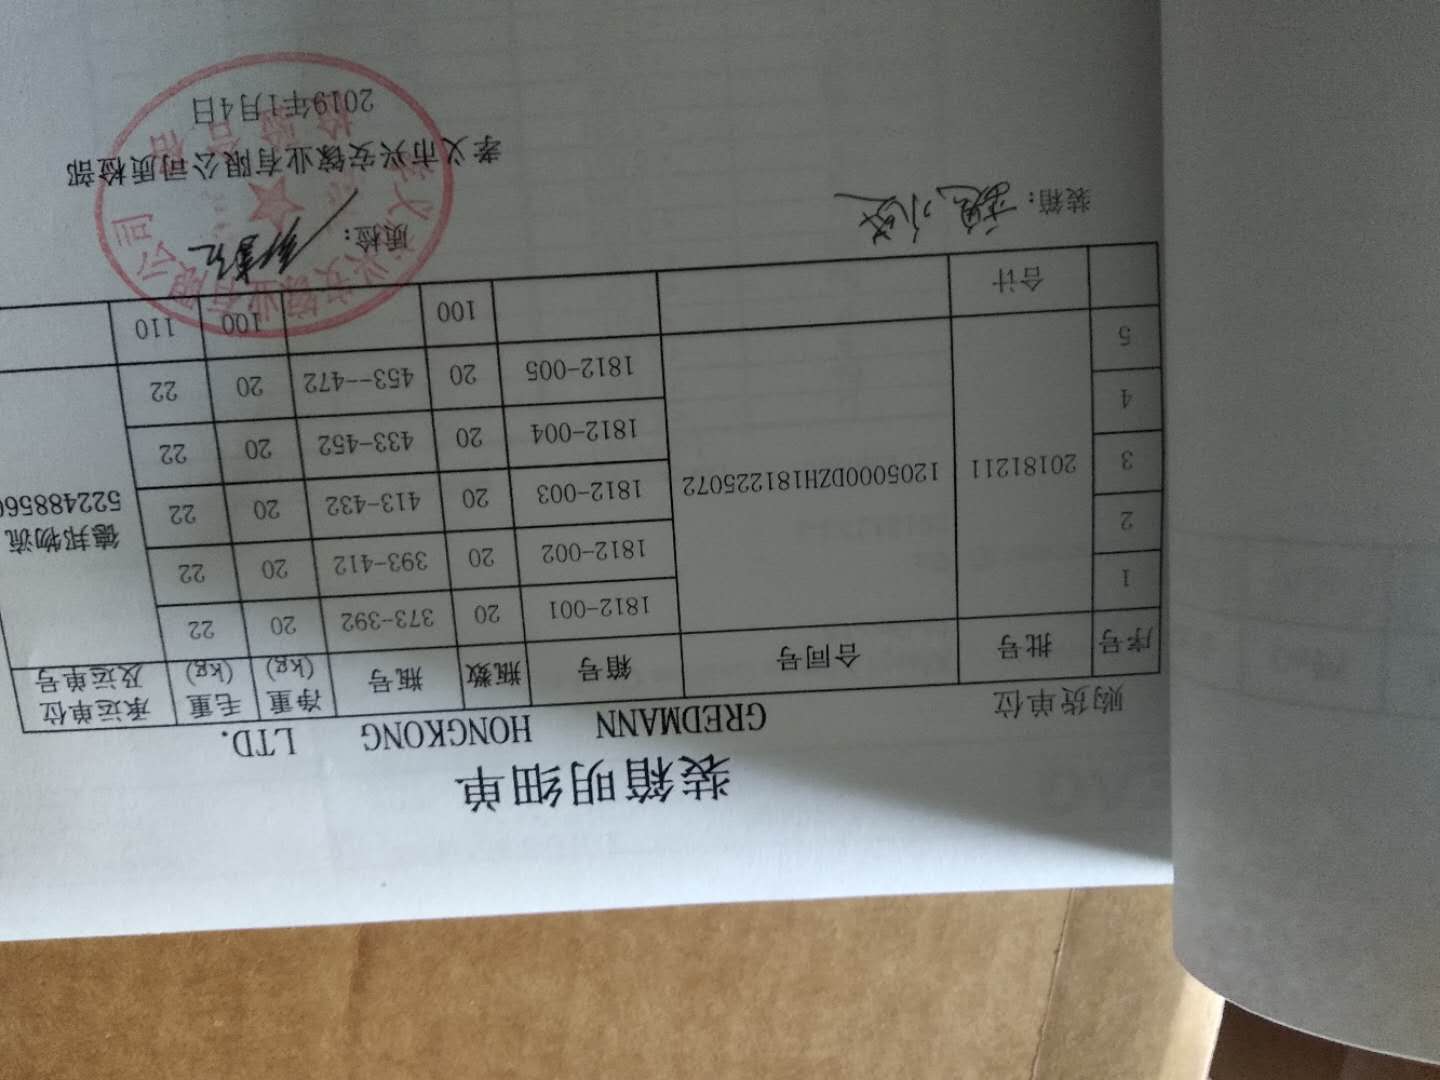 装箱明细单
购货单位 GREDMANN HONGKONG LTD.
序号 批号 合同号 箱号 瓶数 瓶号 净重(kg) 毛重(kg) 承运单位及运单号
1 20181211 1205000DZH181225072 1812-001 20 373-392 20 22 德邦物流
2 1812-002 20 393-412 20 22 522488560
3 1812-003 20 413-432 20 22
4 1812-004 20 433-452 20 22
5 1812-005 20 453--472 20 22
合计 100 100 110
装箱: 质检:
孝义市兴安镓业有限公司质检部
2019年1月4日